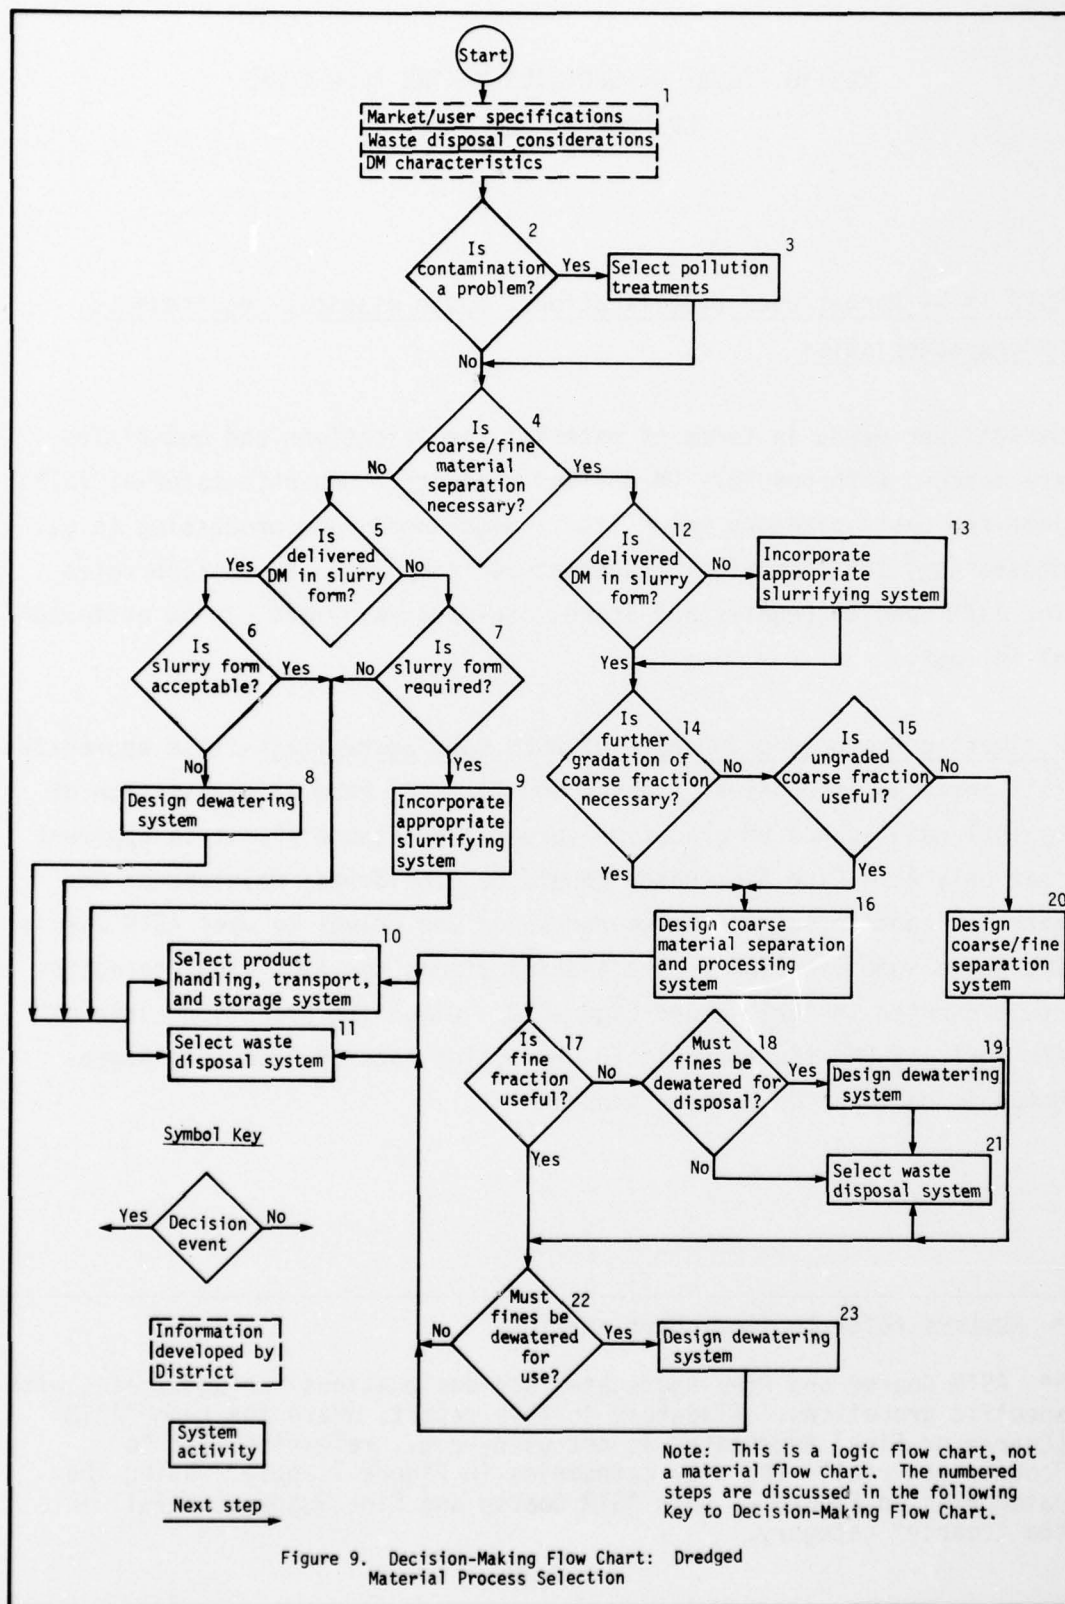 Start
1
Market/user specifications
Waste disposal considerations
DM characteristics
2
Is
contamination
a problem?
Yes
3
Select pollution
treatments
No
4
Is
coarse/fine
material
separation
necessary?
No
Yes
5
Is
delivered
DM in slurry
form?
Yes
No
12
Is
delivered
DM in slurry
form?
No
13
Incorporate
appropriate
slurrifying system
Yes
6
Is
slurry form
acceptable?
Yes
No
7
Is
slurry form
required?
No
Yes
8
Design dewatering
system
9
Incorporate
appropriate
slurrifying
system
14
Is
further
gradation of
coarse fraction
necessary?
No
Yes
15
Is
ungraded
coarse fraction
useful?
No
Yes
10
Select product
handling, transport,
and storage system
11
Select waste
disposal system
16
Design coarse
material separation
and processing
system
20
Design
coarse/fine
separation
system
17
Is
fine
fraction
useful?
No
Yes
18
Must
fines be
dewatered for
disposal?
Yes
No
19
Design dewatering
system
21
Select waste
disposal system
22
Must
fines be
dewatered
for
use?
No
Yes
23
Design dewatering
system
Symbol Key
Yes
Decision
event
No
Information
developed by
District
System
activity
Next step
Note: This is a logic flow chart, not
a material flow chart. The numbered
steps are discussed in the following
Key to Decision-Making Flow Chart.
Figure 9. Decision-Making Flow Chart: Dredged
Material Process Selection